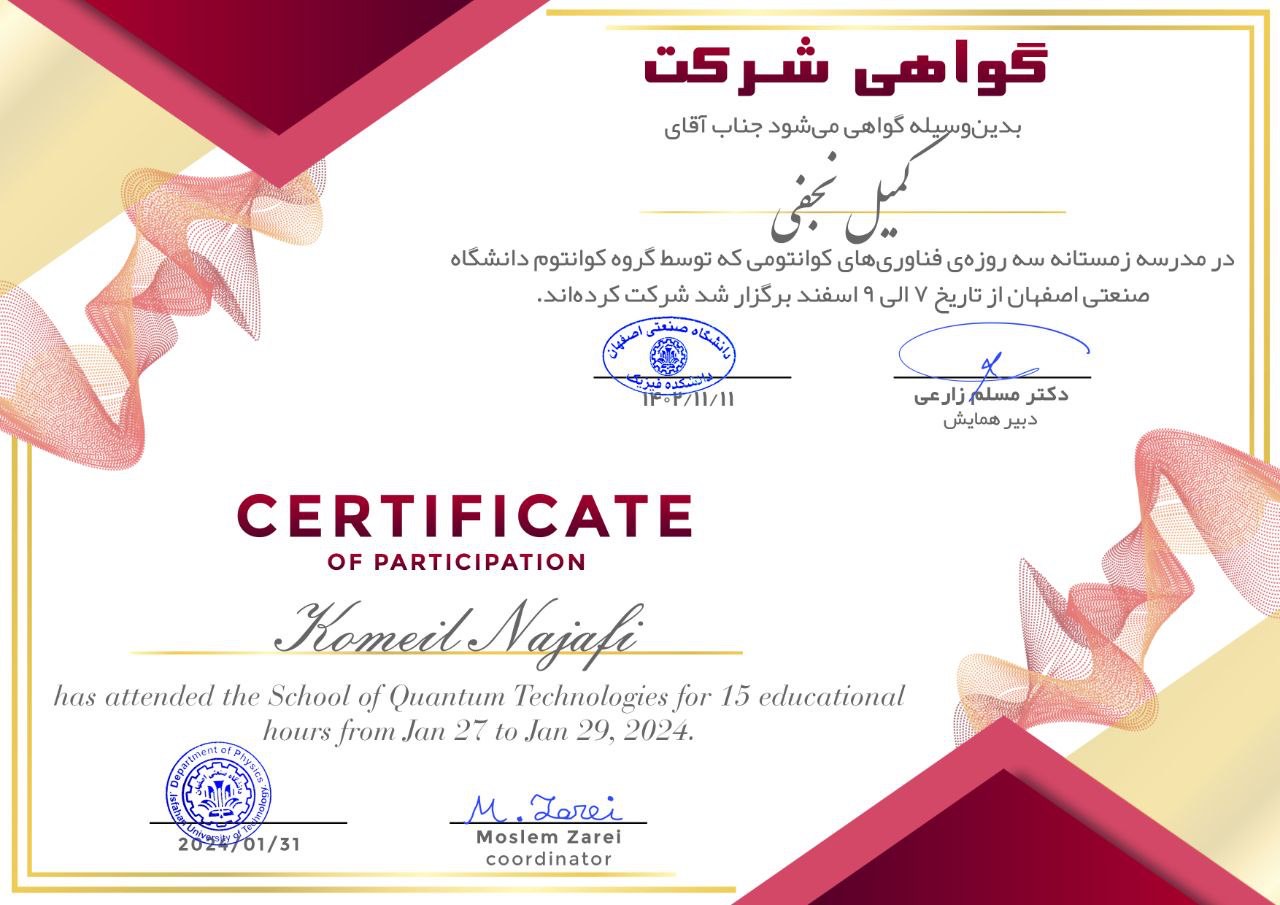 گواهی شرکت
بدین‌وسیله گواهی می‌شود جناب آقای
کمیل نجفی
در مدرسه زمستانه سه روزه‌ی فناوری‌های کوانتومی که توسط گروه کوانتوم دانشگاه
صنعتی اصفهان از تاریخ ۷ الی ۹ اسفند برگزار شد شرکت کرده‌اند.
دانشگاه صنعتی اصفهان
دانشکده فیزیک
۱۴۰۲/۱۱/۱۱
دکتر مسلم زارعی
دبیر همایش
CERTIFICATE
OF PARTICIPATION
Komeil Najafi
has attended the School of Quantum Technologies for 15 educational
hours from Jan 27 to Jan 29, 2024.
Department of Physics
Isfahan University of Technology
دانشگاه صنعتی اصفهان
2024/01/31
M. Zarei
Moslem Zarei
coordinator